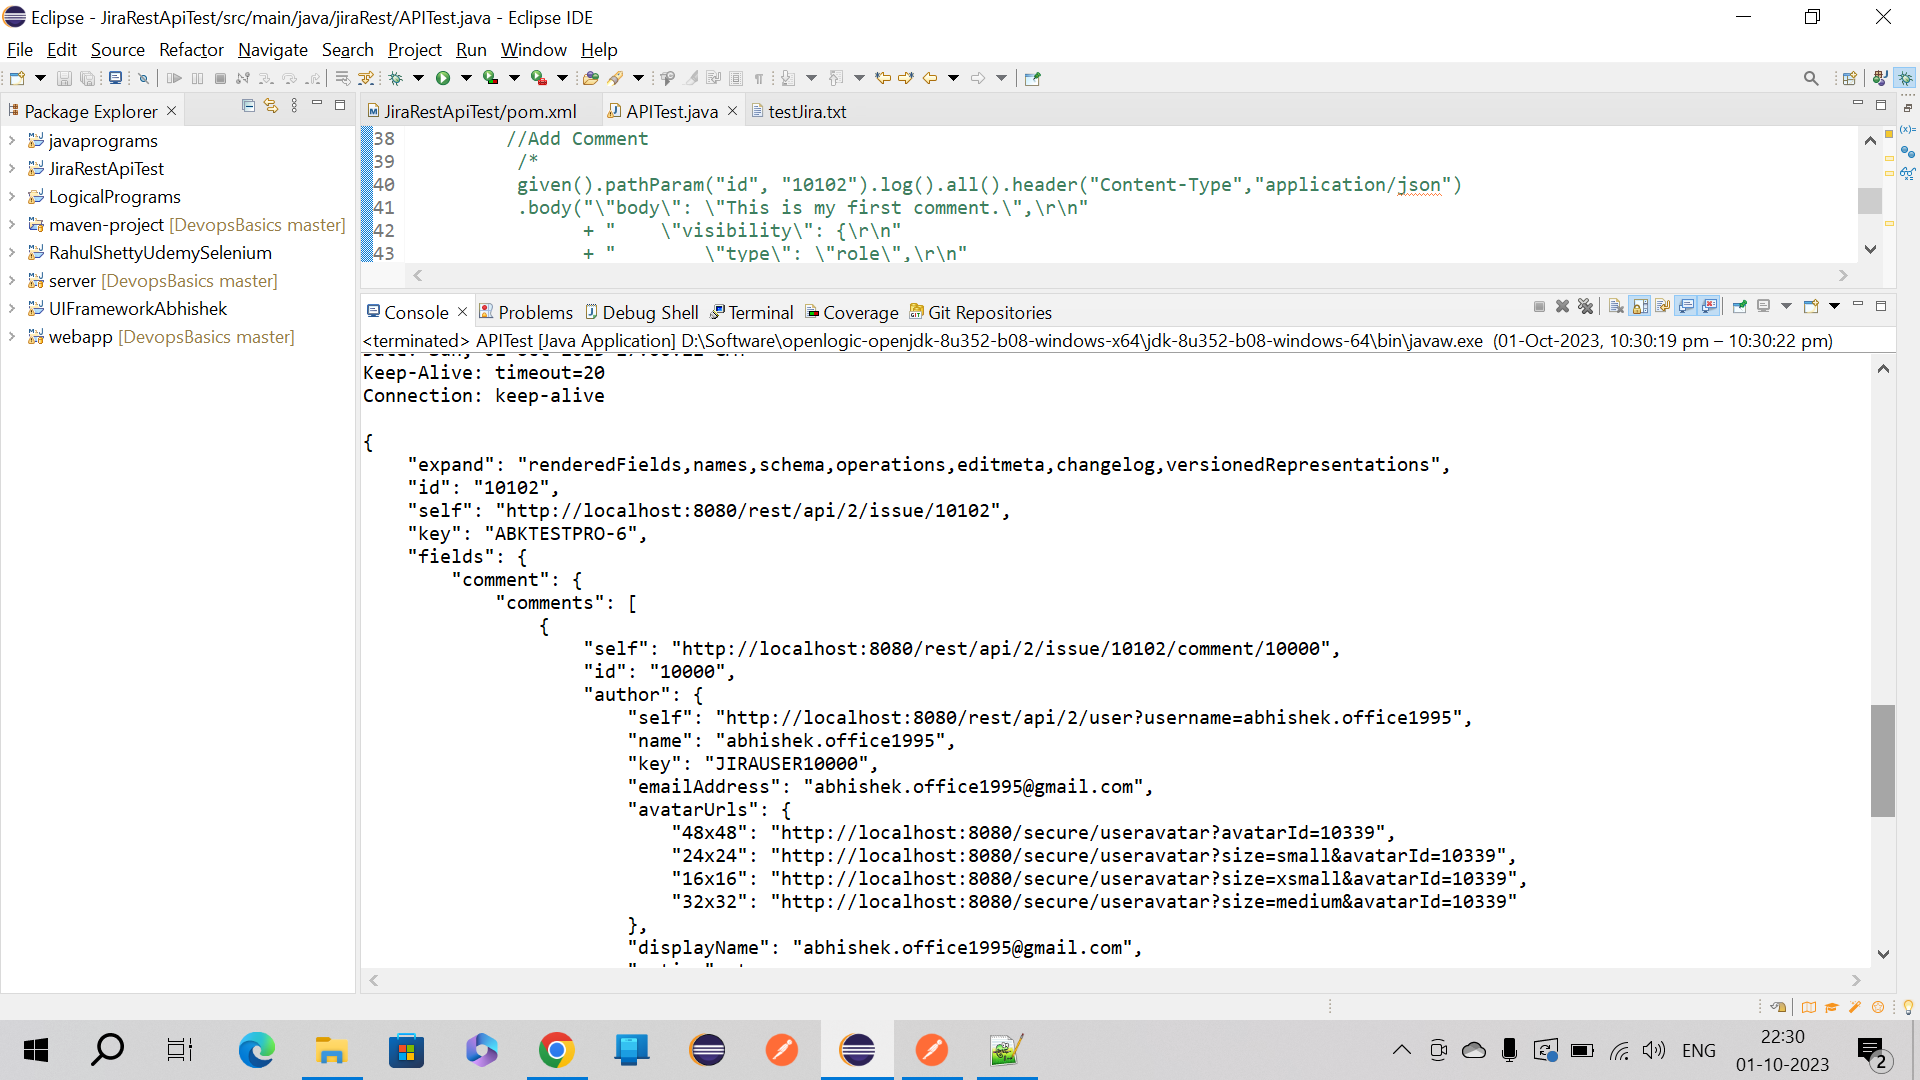 Eclipse - JiraRestApiTest/src/main/java/jiraRest/APITest.java - Eclipse IDE
File Edit Source Refactor Navigate Search Project Run Window Help
Package Explorer
javaprograms
JiraRestApiTest
LogicalPrograms
maven-project [DevopsBasics master]
RahulShettyUdemySelenium
server [DevopsBasics master]
UIFrameworkAbhishek
webapp [DevopsBasics master]
JiraRestApiTest/pom.xml APITest.java testJira.txt
38 //Add Comment
39 /*
40 given().pathParam("id", "10102").log().all().header("Content-Type","application/json")
41 .body("\"body\": \"This is my first comment.\",\r\n"
42 + "    \"visibility\": {\r\n"
43 + "        \"type\": \"role\",\r\n"
Console Problems Debug Shell Terminal Coverage Git Repositories
<terminated> APITest [Java Application] D:\Software\openlogic-openjdk-8u352-b08-windows-x64\jdk-8u352-b08-windows-64\bin\javaw.exe (01-Oct-2023, 10:30:19 pm – 10:30:22 pm)
Keep-Alive: timeout=20
Connection: keep-alive
{
"expand": "renderedFields,names,schema,operations,editmeta,changelog,versionedRepresentations",
"id": "10102",
"self": "http://localhost:8080/rest/api/2/issue/10102",
"key": "ABKTESTPRO-6",
"fields": {
"comment": {
"comments": [
{
"self": "http://localhost:8080/rest/api/2/issue/10102/comment/10000",
"id": "10000",
"author": {
"self": "http://localhost:8080/rest/api/2/user?username=abhishek.office1995",
"name": "abhishek.office1995",
"key": "JIRAUSER10000",
"emailAddress": "abhishek.office1995@gmail.com",
"avatarUrls": {
"48x48": "http://localhost:8080/secure/useravatar?avatarId=10339",
"24x24": "http://localhost:8080/secure/useravatar?size=small&avatarId=10339",
"16x16": "http://localhost:8080/secure/useravatar?size=xsmall&avatarId=10339",
"32x32": "http://localhost:8080/secure/useravatar?size=medium&avatarId=10339"
},
"displayName": "abhishek.office1995@gmail.com",
ENG
22:30
01-10-2023
2